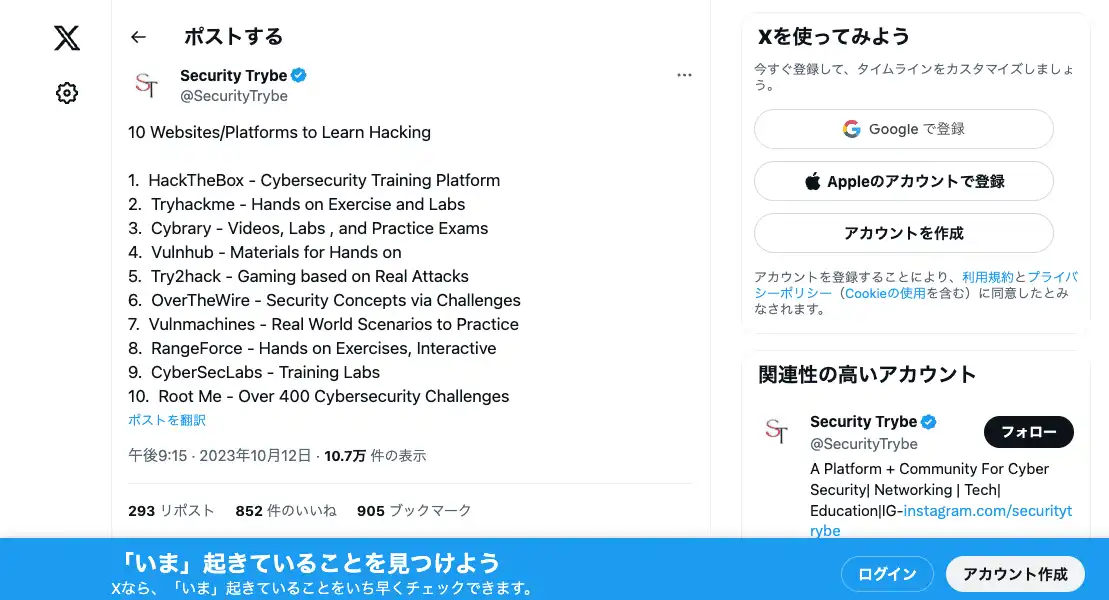 ポストする
Security Trybe
@SecurityTrybe
10 Websites/Platforms to Learn Hacking
1. HackTheBox - Cybersecurity Training Platform
2. Tryhackme - Hands on Exercise and Labs
3. Cybrary - Videos, Labs , and Practice Exams
4. Vulnhub - Materials for Hands on
5. Try2hack - Gaming based on Real Attacks
6. OverTheWire - Security Concepts via Challenges
7. Vulnmachines - Real World Scenarios to Practice
8. RangeForce - Hands on Exercises, Interactive
9. CyberSecLabs - Training Labs
10. Root Me - Over 400 Cybersecurity Challenges
ポストを翻訳
午後9:15 · 2023年10月12日 · 10.7万 件の表示
293 リポスト 852 件のいいね 905 ブックマーク
Xを使ってみよう
今すぐ登録して、タイムラインをカスタマイズしましょ
う。
Google で登録
Appleのアカウントで登録
アカウントを作成
アカウントを登録することにより、利用規約とプライバ
シーポリシー（Cookieの使用を含む）に同意したとみ
なされます。
関連性の高いアカウント
Security Trybe
@SecurityTrybe
フォロー
A Platform + Community For Cyber
Security| Networking | Tech|
Education|IG-instagram.com/securityt
rybe
「いま」起きていることを見つけよう
Xなら、「いま」起きていることをいち早くチェックできます。
ログイン
アカウント作成